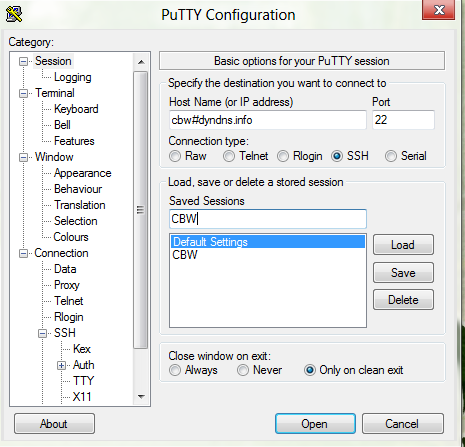 PuTTY Configuration
Category:
Session
Logging
Terminal
Keyboard
Bell
Features
Window
Appearance
Behaviour
Translation
Selection
Colours
Connection
Data
Proxy
Telnet
Rlogin
SSH
Kex
Auth
TTY
X11
Basic options for your PuTTY session
Specify the destination you want to connect to
Host Name (or IP address) Port
cbw#dyndns.info 22
Connection type:
Raw Telnet Rlogin SSH Serial
Load, save or delete a stored session
Saved Sessions
CBW
Default Settings
CBW
Load
Save
Delete
Close window on exit:
Always Never Only on clean exit
About Open Cancel